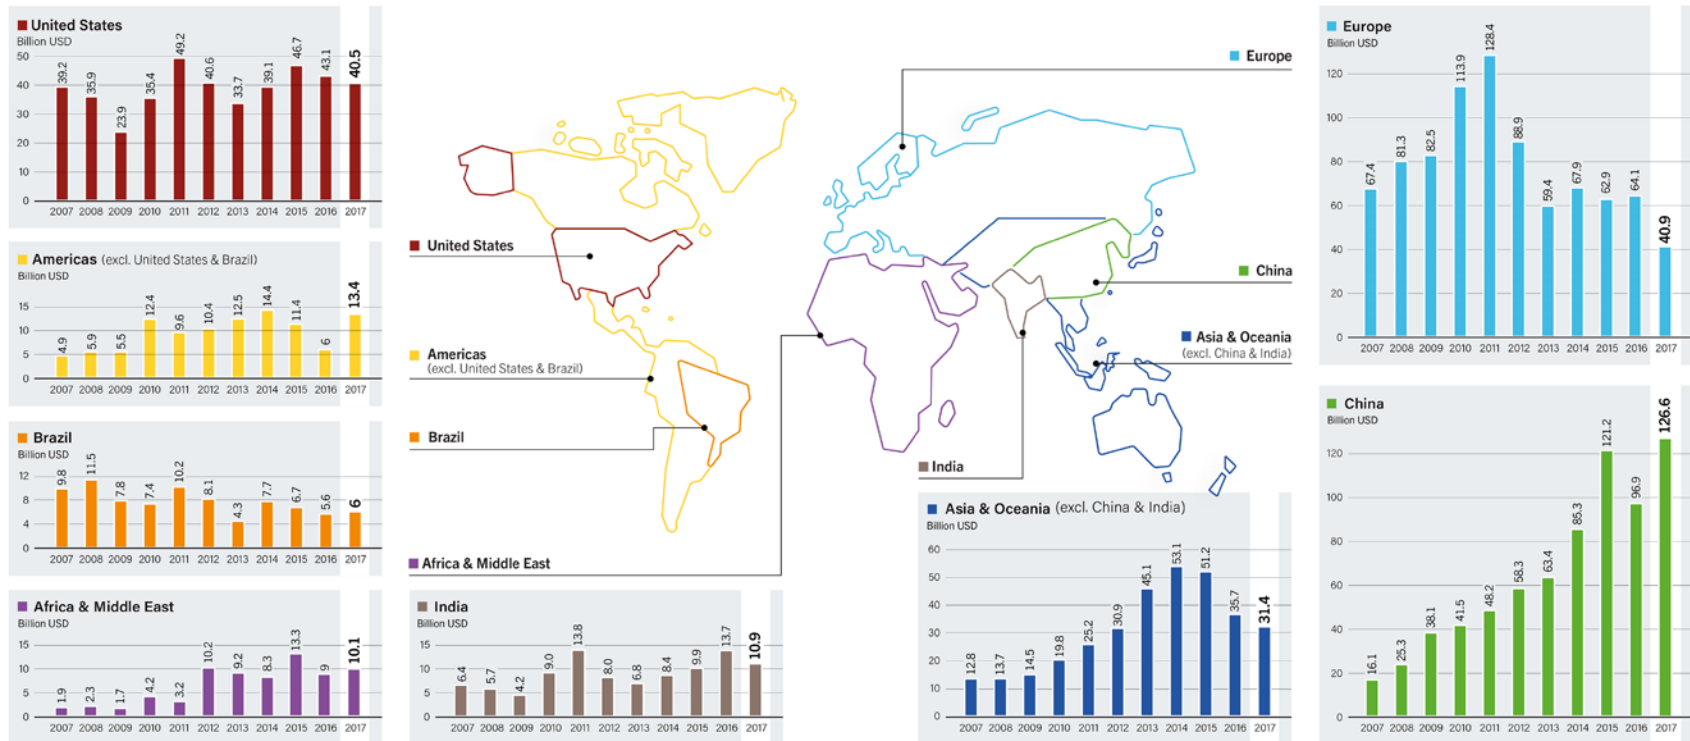 United States
Billion USD
50
40
30
20
10
0
39.2 35.9 23.9 35.4 49.2 40.6 33.7 39.1 46.7 43.1 40.5
2007 2008 2009 2010 2011 2012 2013 2014 2015 2016 2017
Americas (excl. United States & Brazil)
Billion USD
15
10
5
0
4.9 5.9 5.5 12.4 9.6 10.4 12.5 14.4 11.4 6 13.4
2007 2008 2009 2010 2011 2012 2013 2014 2015 2016 2017
Brazil
Billion USD
12
8
4
0
9.8 11.5 7.8 7.4 10.2 8.1 4.3 7.7 6.7 5.6 6
2007 2008 2009 2010 2011 2012 2013 2014 2015 2016 2017
Africa & Middle East
Billion USD
15
10
5
0
1.9 2.3 1.7 4.2 3.2 10.2 9.2 8.3 13.3 9 10.1
2007 2008 2009 2010 2011 2012 2013 2014 2015 2016 2017
United States
Americas
(excl. United States & Brazil)
Brazil
Africa & Middle East
Europe
China
Asia & Oceania
(excl. China & India)
India
India
Billion USD
15
10
5
0
6.4 5.7 4.2 9.0 13.8 8.0 6.8 8.4 9.9 13.7 10.9
2007 2008 2009 2010 2011 2012 2013 2014 2015 2016 2017
Asia & Oceania (excl. China & India)
Billion USD
60
50
40
30
20
10
0
12.8 13.7 14.5 19.8 25.2 30.9 45.1 53.1 51.2 35.7 31.4
2007 2008 2009 2010 2011 2012 2013 2014 2015 2016 2017
Europe
Billion USD
120
100
80
60
40
20
0
67.4 81.3 82.5 113.9 128.4 88.9 59.4 67.9 62.9 64.1 40.9
2007 2008 2009 2010 2011 2012 2013 2014 2015 2016 2017
China
Billion USD
120
100
80
60
40
20
0
16.1 25.3 38.1 41.5 48.2 58.3 63.4 85.3 121.2 96.9 126.6
2007 2008 2009 2010 2011 2012 2013 2014 2015 2016 2017